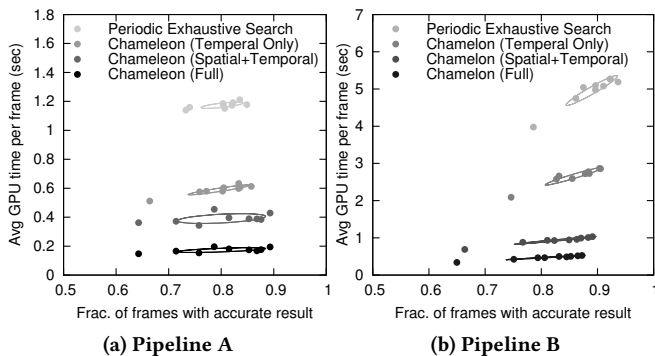 Avg GPU time per frame (sec)
1.8
1.6
1.4
1.2
1
0.8
0.6
0.4
0.2
0
Periodic Exhaustive Search
Chameleon (Temperal Only)
Chameleon (Spatial+Temporal)
Chameleon (Full)
0.5 0.6 0.7 0.8 0.9 1
Frac. of frames with accurate result
(a) Pipeline A
Avg GPU time per frame (sec)
7
6
5
4
3
2
1
0
Periodic Exhaustive Search
Chamelon (Temperal Only)
Chamelon (Spatial+Temporal)
Chamelon (Full)
0.5 0.6 0.7 0.8 0.9 1
Frac. of frames with accurate result
(b) Pipeline B